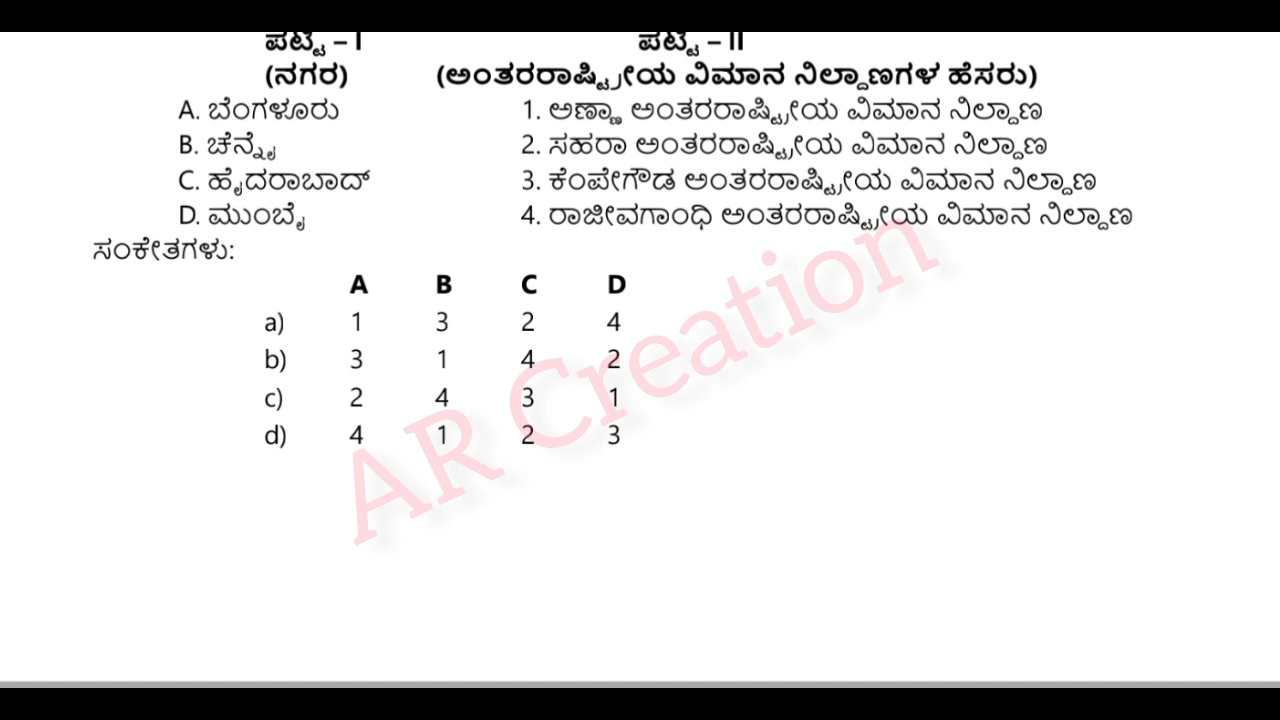 ಪಟ್ಟಿ – I ಪಟ್ಟಿ – II
(ನಗರ) (ಅಂತರರಾಷ್ಟ್ರೀಯ ವಿಮಾನ ನಿಲ್ದಾಣಗಳ ಹೆಸರು)
A. ಬೆಂಗಳೂರು 1. ಅಣ್ಣಾ ಅಂತರರಾಷ್ಟ್ರೀಯ ವಿಮಾನ ನಿಲ್ದಾಣ
B. ಚೆನ್ನೈ 2. ಸಹರಾ ಅಂತರರಾಷ್ಟ್ರೀಯ ವಿಮಾನ ನಿಲ್ದಾಣ
C. ಹೈದರಾಬಾದ್ 3. ಕೆಂಪೇಗೌಡ ಅಂತರರಾಷ್ಟ್ರೀಯ ವಿಮಾನ ನಿಲ್ದಾಣ
D. ಮುಂಬೈ 4. ರಾಜೀವಗಾಂಧಿ ಅಂತರರಾಷ್ಟ್ರೀಯ ವಿಮಾನ ನಿಲ್ದಾಣ
ಸಂಕೇತಗಳು:
A B C D
a) 1 3 2 4
b) 3 1 4 2
c) 2 4 3 1
d) 4 1 2 3
AR Creation